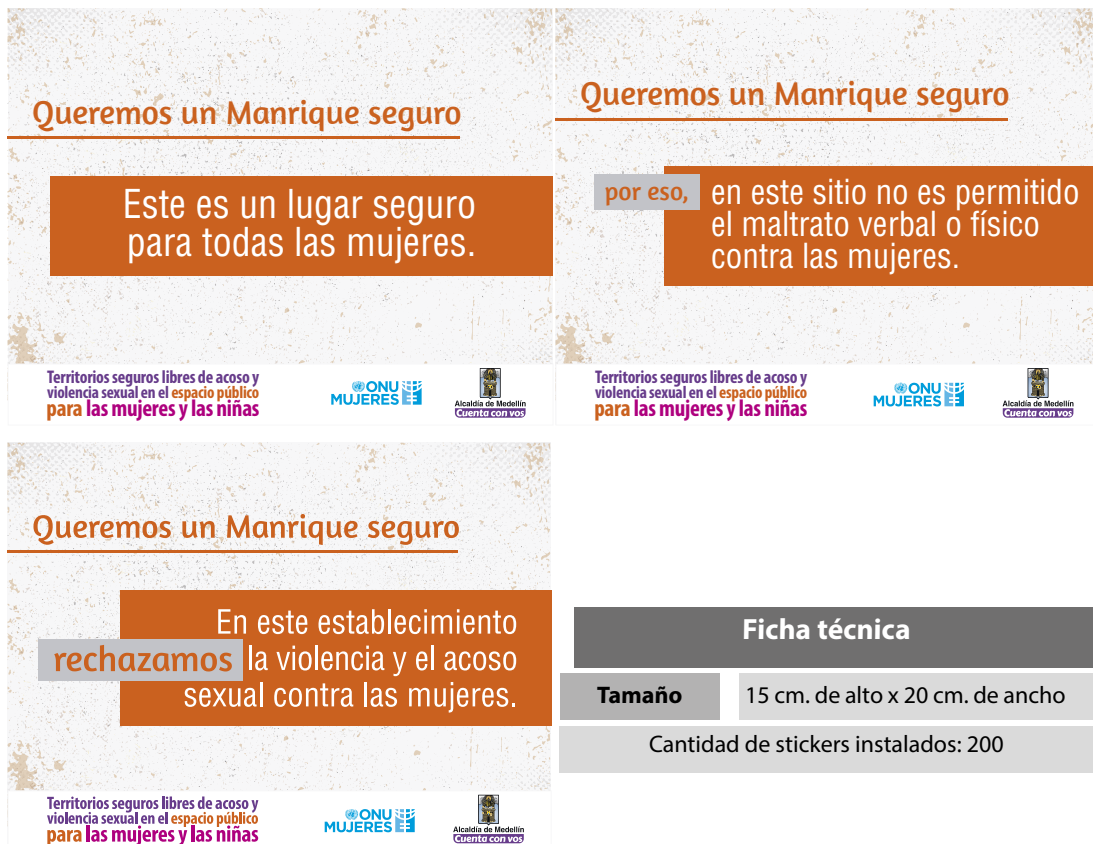 Queremos un Manrique seguro
Este es un lugar seguro
para todas las mujeres.
Territorios seguros libres de acoso y
violencia sexual en el espacio público
para las mujeres y las niñas
ONU
MUJERES
Alcaldía de Medellín
Cuenta con vos
Queremos un Manrique seguro
por eso, en este sitio no es permitido
el maltrato verbal o físico
contra las mujeres.
Territorios seguros libres de acoso y
violencia sexual en el espacio público
para las mujeres y las niñas
ONU
MUJERES
Alcaldía de Medellín
Cuenta con vos
Queremos un Manrique seguro
En este establecimiento
rechazamos la violencia y el acoso
sexual contra las mujeres.
Territorios seguros libres de acoso y
violencia sexual en el espacio público
para las mujeres y las niñas
ONU
MUJERES
Alcaldía de Medellín
Cuenta con vos
Ficha técnica
Tamaño 15 cm. de alto x 20 cm. de ancho
Cantidad de stickers instalados: 200